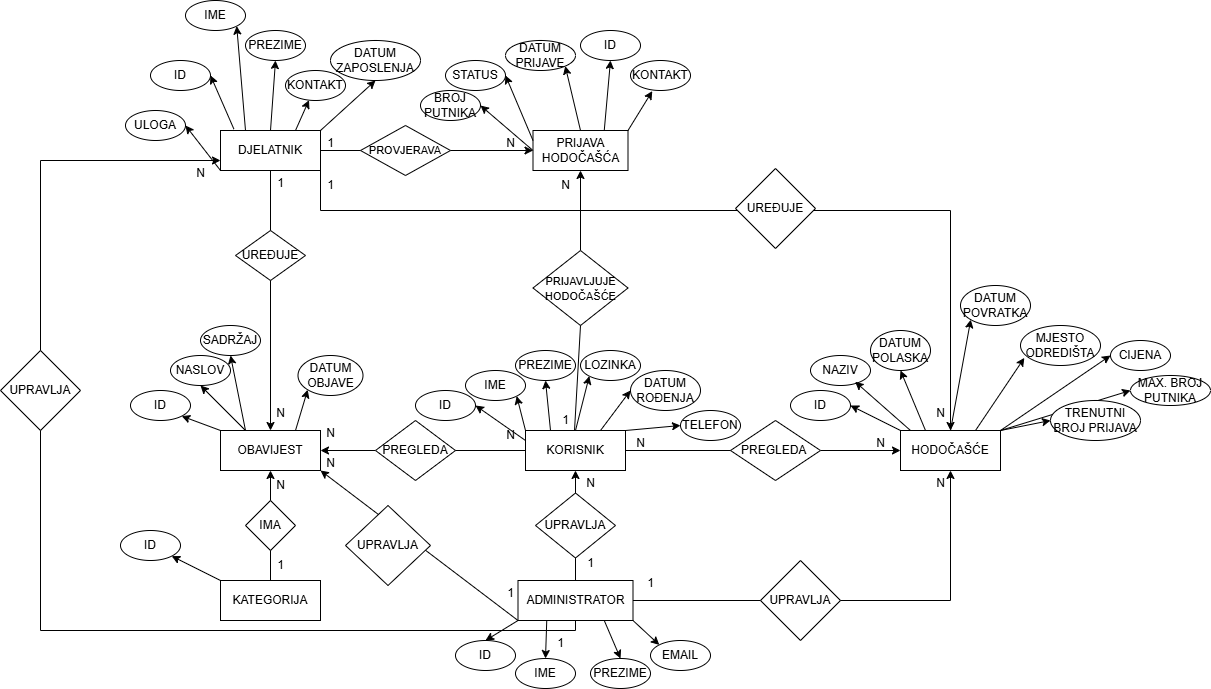 IME
PREZIME
ID
KONTAKT
DATUM
ZAPOSLENJA
ULOGA
DJELATNIK
N
1
1
1
PROVJERAVA
N
STATUS
DATUM
PRIJAVE
ID
KONTAKT
BROJ
PUTNIKA
PRIJAVA
HODOČAŠĆA
N
UREĐUJE
UREĐUJE
PRIJAVLJUJE
HODOČAŠĆE
UPRAVLJA
SADRŽAJ
NASLOV
ID
DATUM
OBJAVE
N
N
N
OBAVIJEST
N
PREGLEDA
N
ID
IME
PREZIME
LOZINKA
DATUM
ROĐENJA
TELEFON
1
KORISNIK
N
N
PREGLEDA
N
N
DATUM
POVRATKA
DATUM
POLASKA
NAZIV
ID
MJESTO
ODREDIŠTA
CIJENA
MAX. BROJ
PUTNIKA
TRENUTNI
BROJ PRIJAVA
HODOČAŠĆE
N
IMA
1
ID
KATEGORIJA
UPRAVLJA
1
UPRAVLJA
1
1
ADMINISTRATOR
UPRAVLJA
1
ID
IME
PREZIME
EMAIL